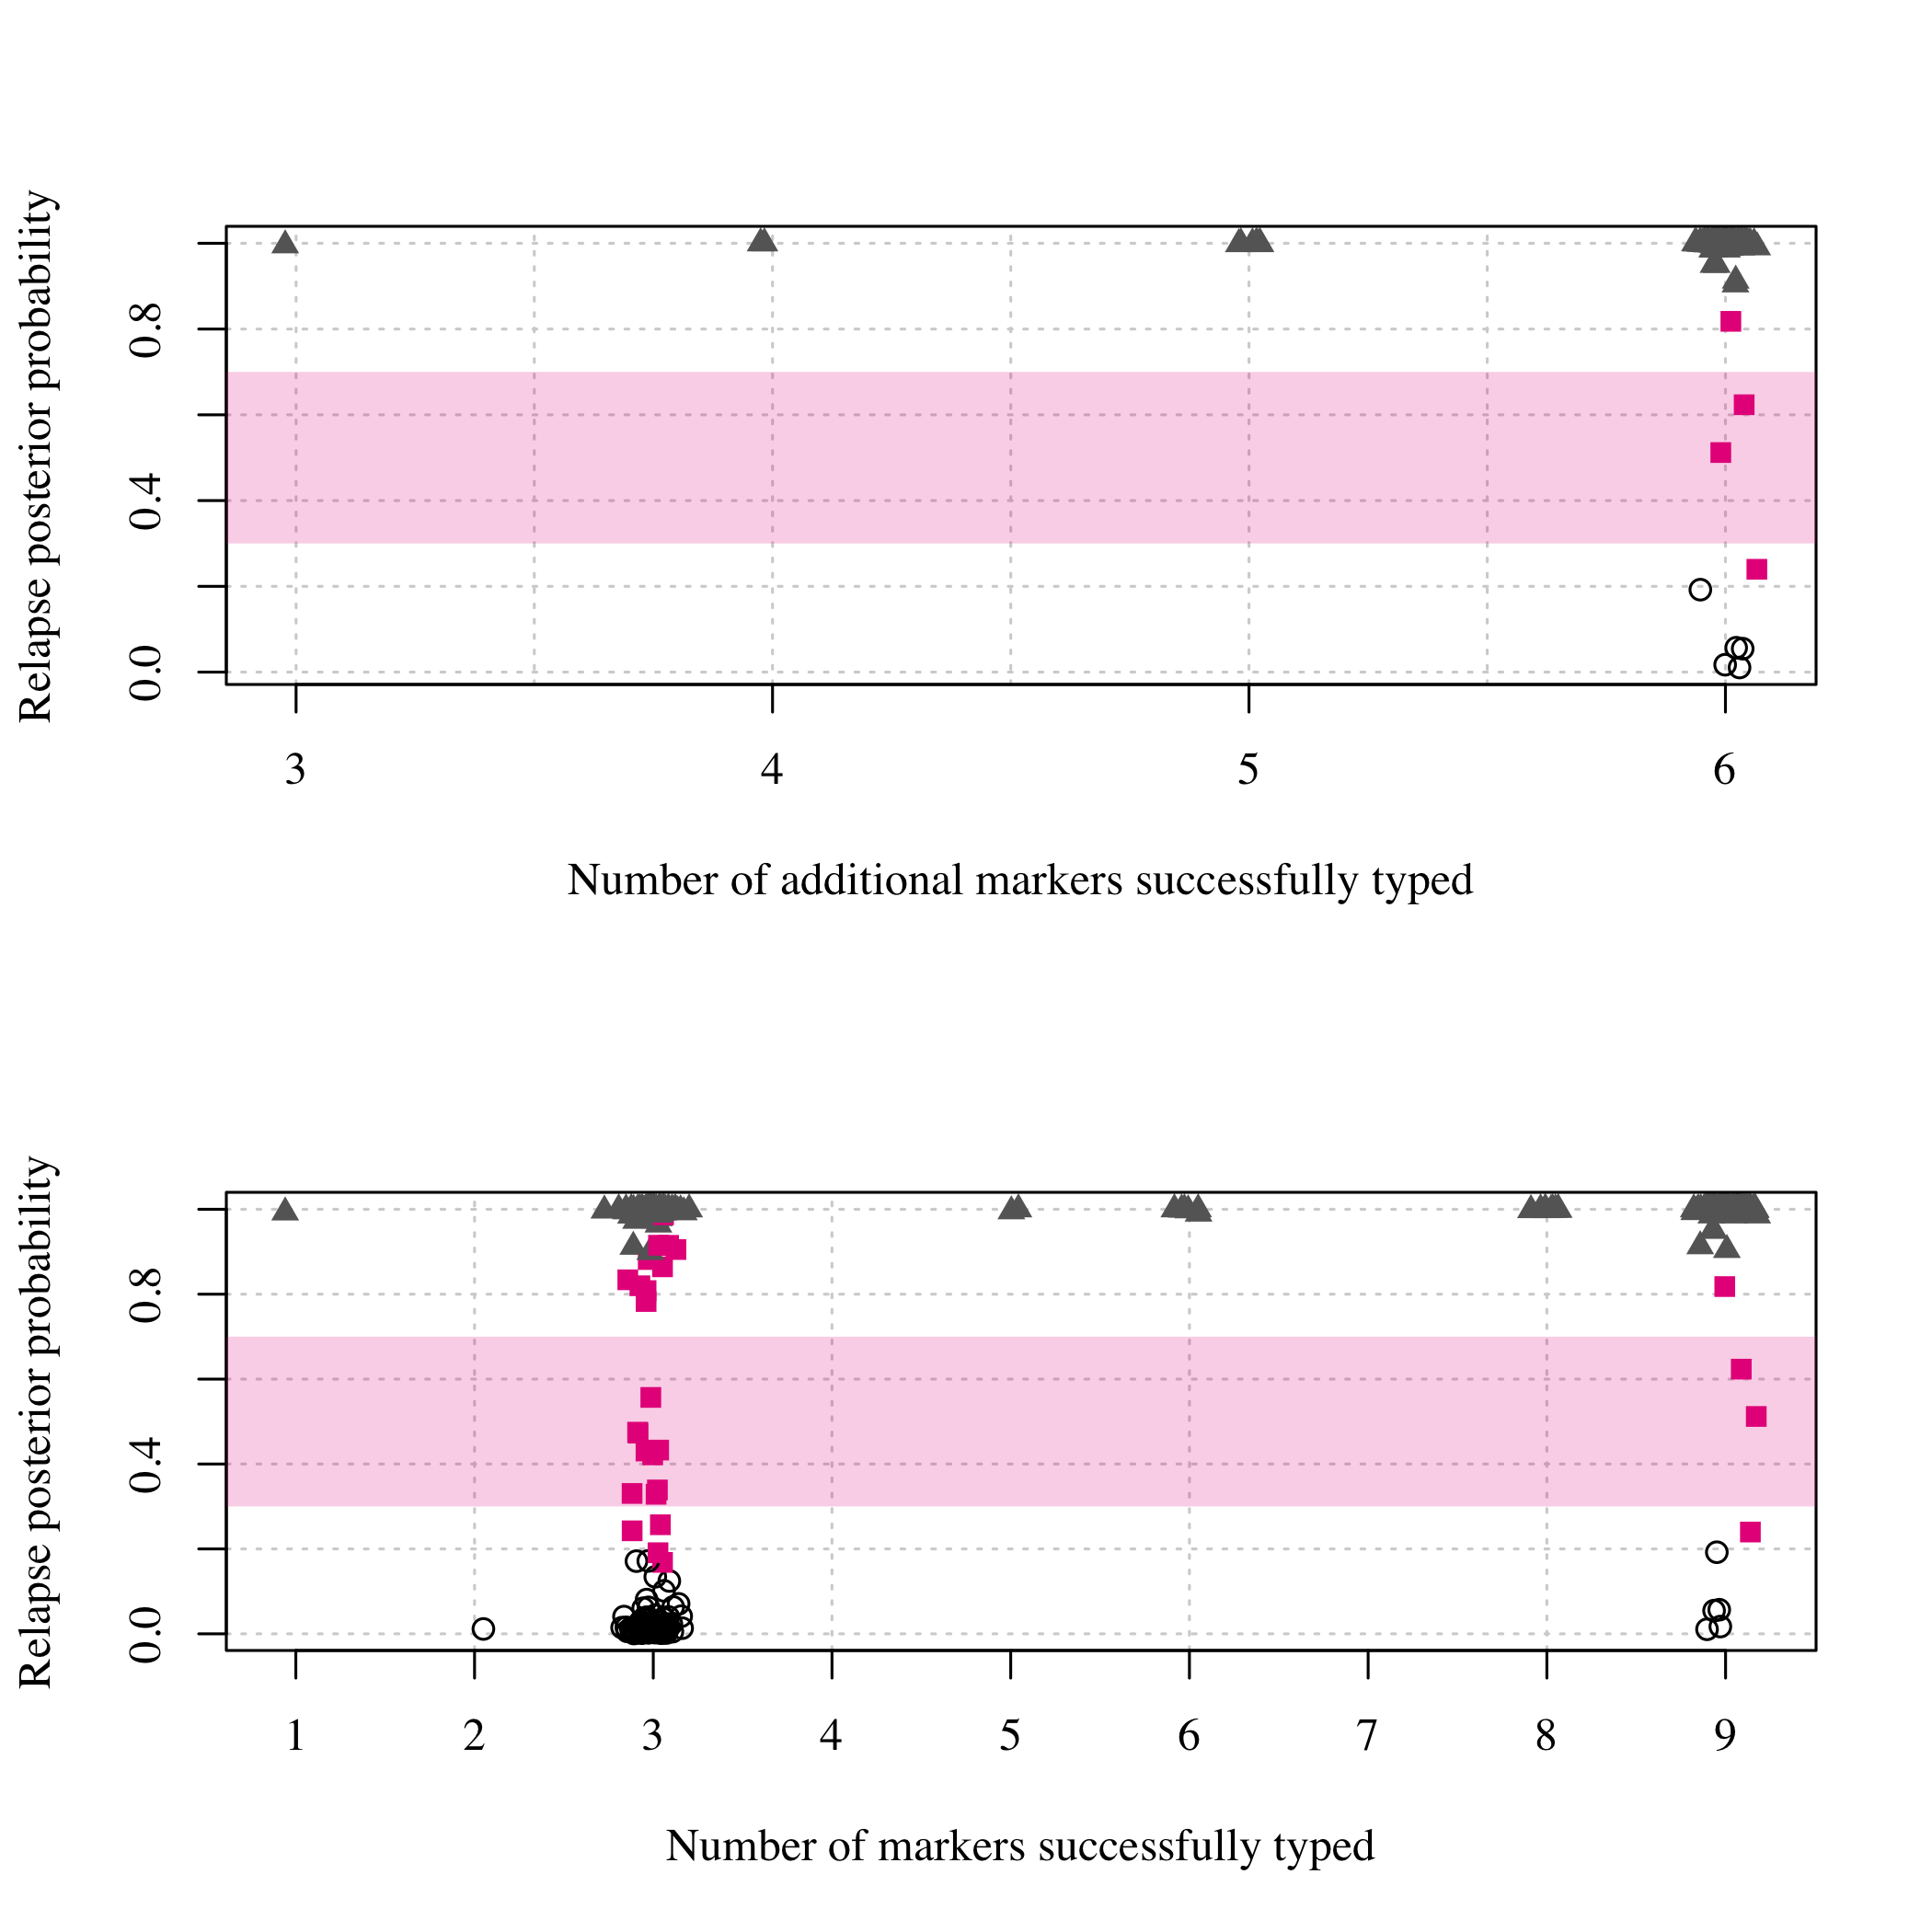 Relapse posterior probability
0.8
0.4
0.0
3 4 5 6
Number of additional markers successfully typed
Relapse posterior probability
0.8
0.4
0.0
1 2 3 4 5 6 7 8 9
Number of markers successfully typed